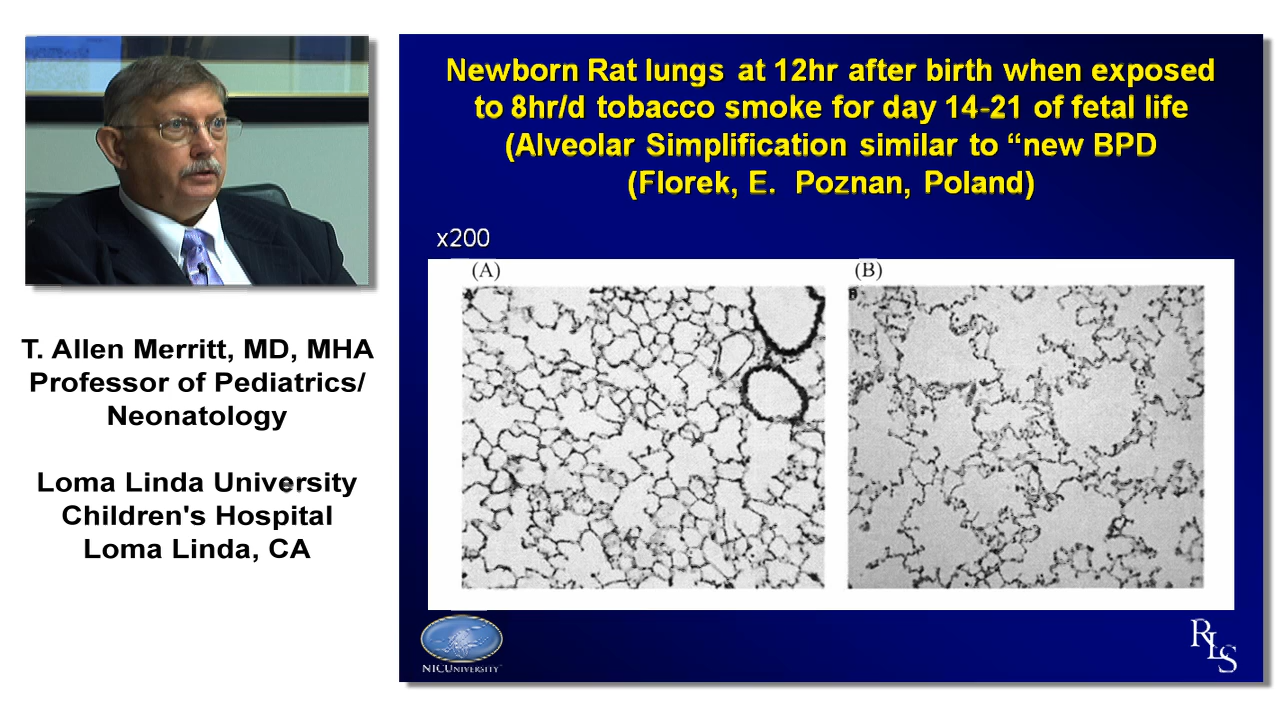 T. Allen Merritt, MD, MHA
Professor of Pediatrics/
Neonatology
Loma Linda University
Children's Hospital
Loma Linda, CA
Newborn Rat lungs at 12hr after birth when exposed
to 8hr/d tobacco smoke for day 14-21 of fetal life
(Alveolar Simplification similar to “new BPD
(Florek, E. Poznan, Poland)
x200
(A)
(B)
NICUNIVERSITY
RLS